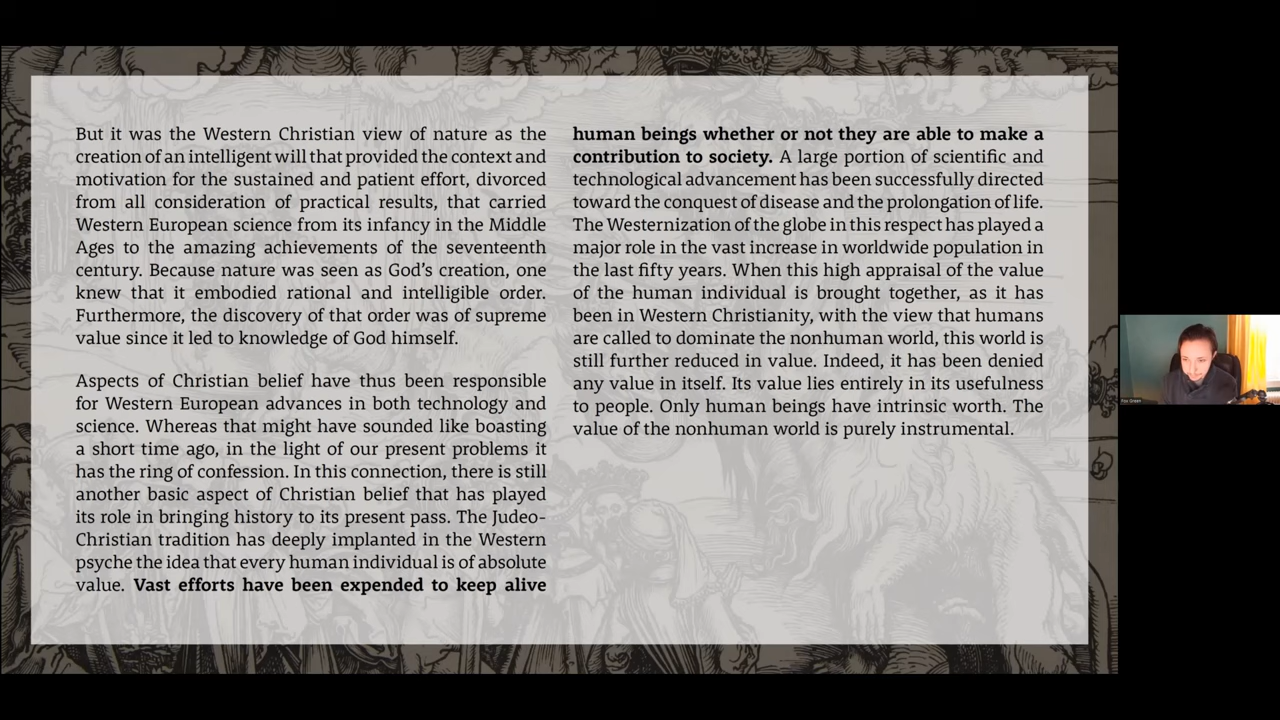 But it was the Western Christian view of nature as the
creation of an intelligent will that provided the context and
motivation for the sustained and patient effort, divorced
from all consideration of practical results, that carried
Western European science from its infancy in the Middle
Ages to the amazing achievements of the seventeenth
century. Because nature was seen as God's creation, one
knew that it embodied rational and intelligible order.
Furthermore, the discovery of that order was of supreme
value since it led to knowledge of God himself.
Aspects of Christian belief have thus been responsible
for Western European advances in both technology and
science. Whereas that might have sounded like boasting
a short time ago, in the light of our present problems it
has the ring of confession. In this connection, there is still
another basic aspect of Christian belief that has played
its role in bringing history to its present pass. The Judeo-
Christian tradition has deeply implanted in the Western
psyche the idea that every human individual is of absolute
value. Vast efforts have been expended to keep alive
human beings whether or not they are able to make a
contribution to society. A large portion of scientific and
technological advancement has been successfully directed
toward the conquest of disease and the prolongation of life.
The Westernization of the globe in this respect has played a
major role in the vast increase in worldwide population in
the last fifty years. When this high appraisal of the value
of the human individual is brought together, as it has
been in Western Christianity, with the view that humans
are called to dominate the nonhuman world, this world is
still further reduced in value. Indeed, it has been denied
any value in itself. Its value lies entirely in its usefulness
to people. Only human beings have intrinsic worth. The
value of the nonhuman world is purely instrumental.